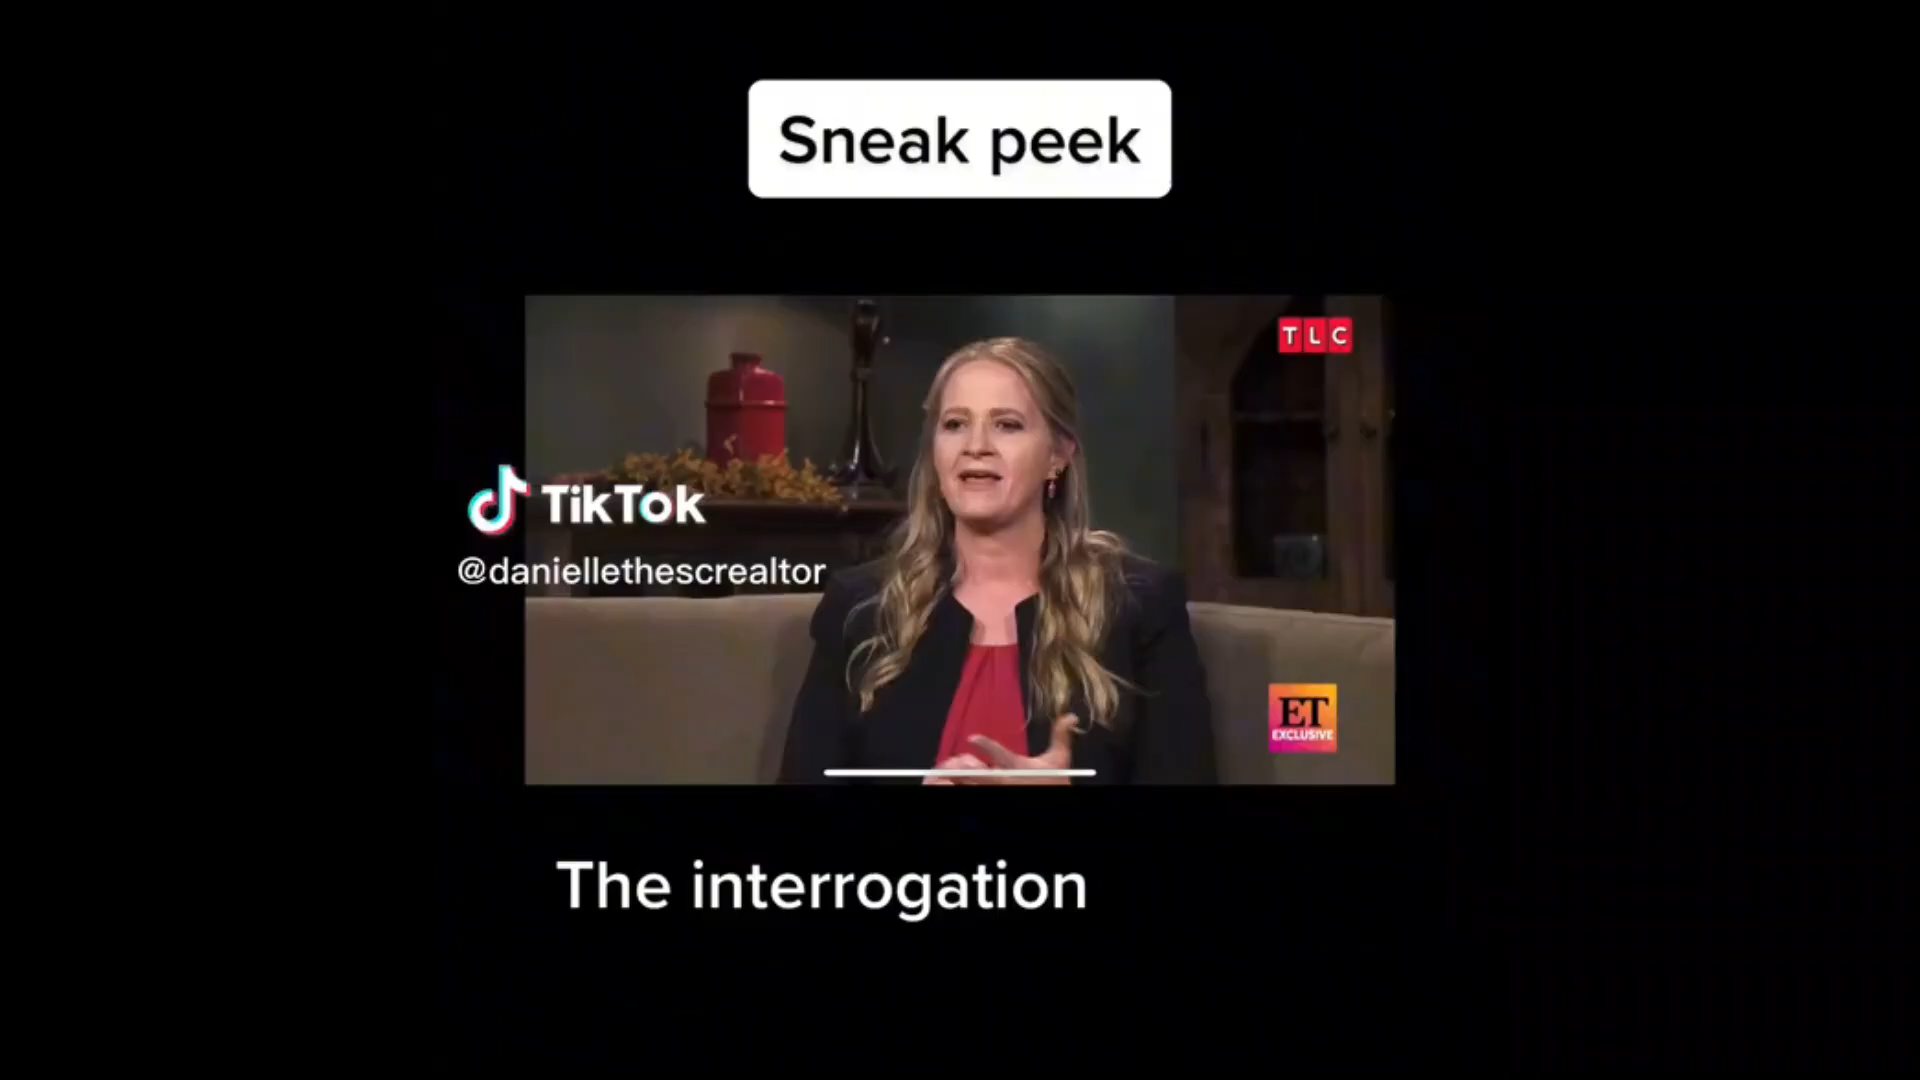 Sneak peek
TLC
TikTok
@daniellethescrealtor
ET
EXCLUSIVE
The interrogation